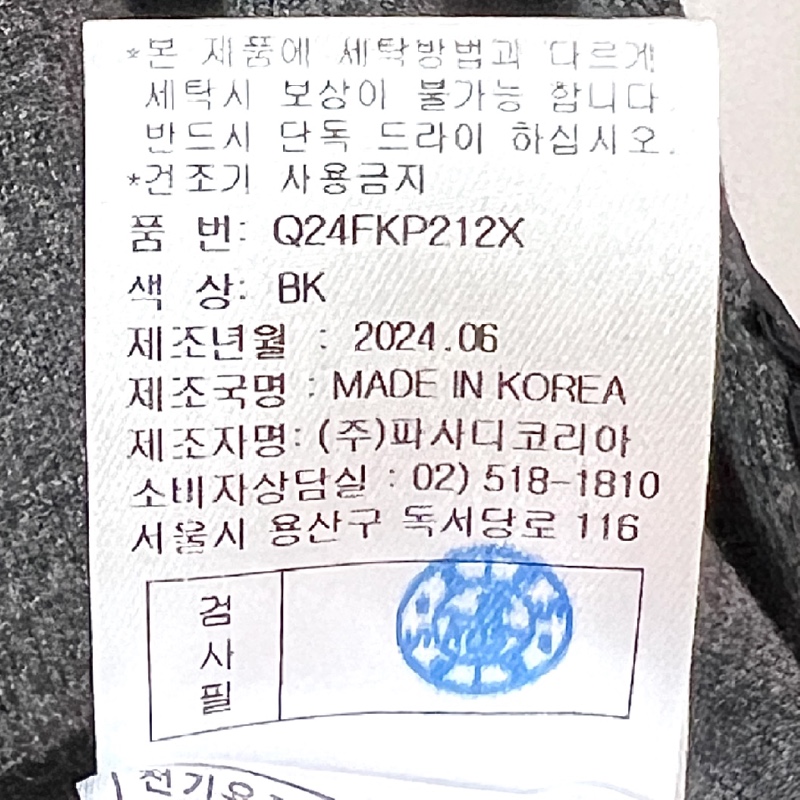 *본 제품에 세탁방법과 다르게
세탁시 보상이 불가능 합니다.
반드시 단독 드라이 하십시오.
*건조기 사용금지
품 번: Q24FKP212X
색 상: BK
제조년월 : 2024.06
제조국명 : MADE IN KOREA
제조자명: (주)파사디코리아
소비자상담실 : 02) 518-1810
서울시 용산구 독서당로 116
검
사
필